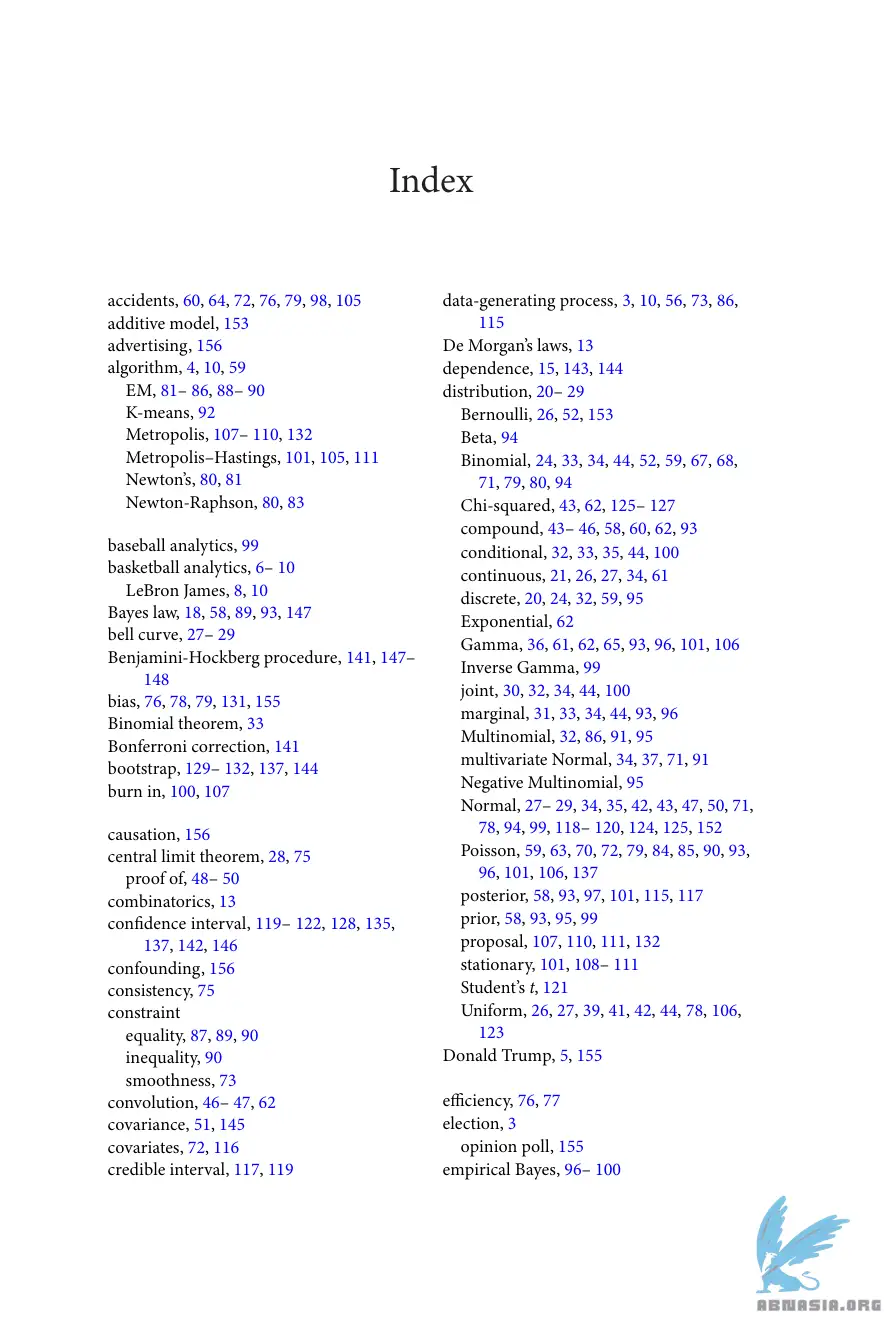 Index
accidents, 60, 64, 72, 76, 79, 98, 105
additive model, 153
advertising, 156
algorithm, 4, 10, 59
EM, 81– 86, 88– 90
K-means, 92
Metropolis, 107– 110, 132
Metropolis–Hastings, 101, 105, 111
Newton's, 80, 81
Newton-Raphson, 80, 83
baseball analytics, 99
basketball analytics, 6– 10
LeBron James, 8, 10
Bayes law, 18, 58, 89, 93, 147
bell curve, 27– 29
Benjamini-Hockberg procedure, 141, 147–
148
bias, 76, 78, 79, 131, 155
Binomial theorem, 33
Bonferroni correction, 141
bootstrap, 129– 132, 137, 144
burn in, 100, 107
causation, 156
central limit theorem, 28, 75
proof of, 48– 50
combinatorics, 13
confidence interval, 119– 122, 128, 135,
137, 142, 146
confounding, 156
consistency, 75
constraint
equality, 87, 89, 90
inequality, 90
smoothness, 73
convolution, 46– 47, 62
covariance, 51, 145
covariates, 72, 116
credible interval, 117, 119
data-generating process, 3, 10, 56, 73, 86,
115
De Morgan's laws, 13
dependence, 15, 143, 144
distribution, 20– 29
Bernoulli, 26, 52, 153
Beta, 94
Binomial, 24, 33, 34, 44, 52, 59, 67, 68,
71, 79, 80, 94
Chi-squared, 43, 62, 125– 127
compound, 43– 46, 58, 60, 62, 93
conditional, 32, 33, 35, 44, 100
continuous, 21, 26, 27, 34, 61
discrete, 20, 24, 32, 59, 95
Exponential, 62
Gamma, 36, 61, 62, 65, 93, 96, 101, 106
Inverse Gamma, 99
joint, 30, 32, 34, 44, 100
marginal, 31, 33, 34, 44, 93, 96
Multinomial, 32, 86, 91, 95
multivariate Normal, 34, 37, 71, 91
Negative Multinomial, 95
Normal, 27– 29, 34, 35, 42, 43, 47, 50, 71,
78, 94, 99, 118– 120, 124, 125, 152
Poisson, 59, 63, 70, 72, 79, 84, 85, 90, 93,
96, 101, 106, 137
posterior, 58, 93, 97, 101, 115, 117
prior, 58, 93, 95, 99
proposal, 107, 110, 111, 132
stationary, 101, 108– 111
Student's t, 121
Uniform, 26, 27, 39, 41, 42, 44, 78, 106,
123
Donald Trump, 5, 155
efficiency, 76, 77
election, 3
opinion poll, 155
empirical Bayes, 96– 100
ABNASIA.ORG